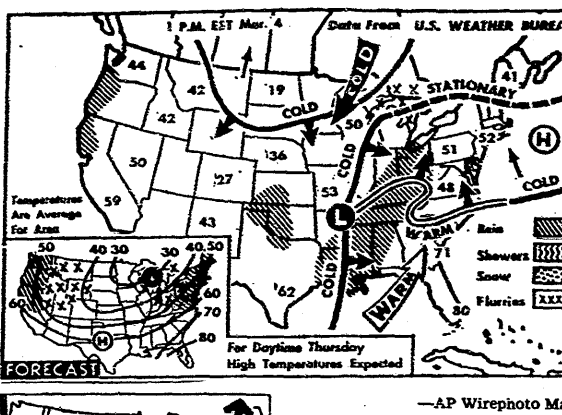 1 P.M. EST Mar. 4 Data From U.S. WEATHER BUREA
COLD
44
42
19
COLD
50
STATIONARY
41
42
50
36
COLD
51
52
H
27
53
48
COLD
59
43
L
WARM
Temperatures
Are Average
For Area
62
COLD
WARM
71
80
Rain
Showers
Snow
Flurries XXX
50 40 30 30 40 50
60
60
70
80
H
FORECAST
For Daytime Thursday
High Temperatures Expected
—AP Wirephoto Ma